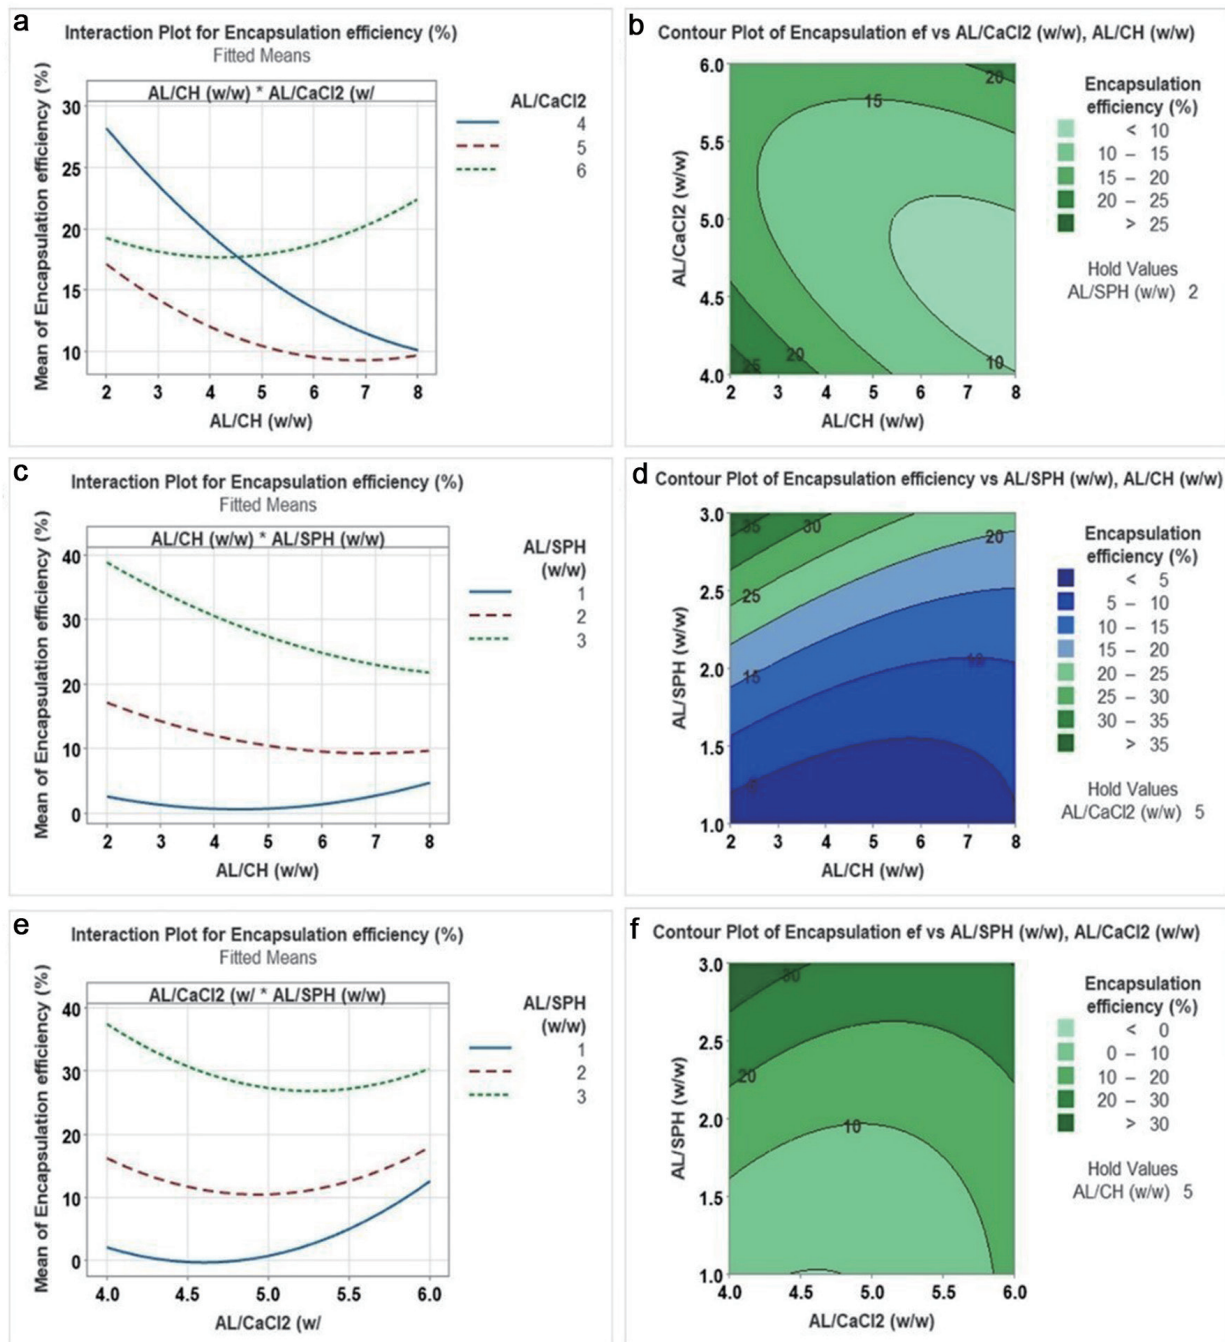 a
Interaction Plot for Encapsulation efficiency (%)
Fitted Means
AL/CH (w/w) * AL/CaCl2 (w/
Mean of Encapsulation efficiency (%)
30
25
20
15
10
2 3 4 5 6 7 8
AL/CH (w/w)
AL/CaCl2
4
5
6
b
Contour Plot of Encapsulation ef vs AL/CaCl2 (w/w), AL/CH (w/w)
AL/CaCl2 (w/w)
6.0
5.5
5.0
4.5
4.0
20
15
20
25
10
2 3 4 5 6 7 8
AL/CH (w/w)
Encapsulation
efficiency (%)
< 10
10 – 15
15 – 20
20 – 25
> 25
Hold Values
AL/SPH (w/w) 2
c
Interaction Plot for Encapsulation efficiency (%)
Fitted Means
AL/CH (w/w) * AL/SPH (w/w)
Mean of Encapsulation efficiency (%)
40
30
20
10
0
2 3 4 5 6 7 8
AL/CH (w/w)
AL/SPH
(w/w)
1
2
3
d
Contour Plot of Encapsulation efficiency vs AL/SPH (w/w), AL/CH (w/w)
AL/SPH (w/w)
3.0
2.5
2.0
1.5
1.0
35 30
20
25
15
10
5
2 3 4 5 6 7 8
AL/CH (w/w)
Encapsulation
efficiency (%)
< 5
5 – 10
10 – 15
15 – 20
20 – 25
25 – 30
30 – 35
> 35
Hold Values
AL/CaCl2 (w/w) 5
e
Interaction Plot for Encapsulation efficiency (%)
Fitted Means
AL/CaCl2 (w/ * AL/SPH (w/w)
Mean of Encapsulation efficiency (%)
40
30
20
10
0
4.0 4.5 5.0 5.5 6.0
AL/CaCl2 (w/
AL/SPH
(w/w)
1
2
3
f
Contour Plot of Encapsulation ef vs AL/SPH (w/w), AL/CaCl2 (w/w)
AL/SPH (w/w)
3.0
2.5
2.0
1.5
1.0
30
20
10
4.0 4.5 5.0 5.5 6.0
AL/CaCl2 (w/w)
Encapsulation
efficiency (%)
< 0
0 – 10
10 – 20
20 – 30
> 30
Hold Values
AL/CH (w/w) 5